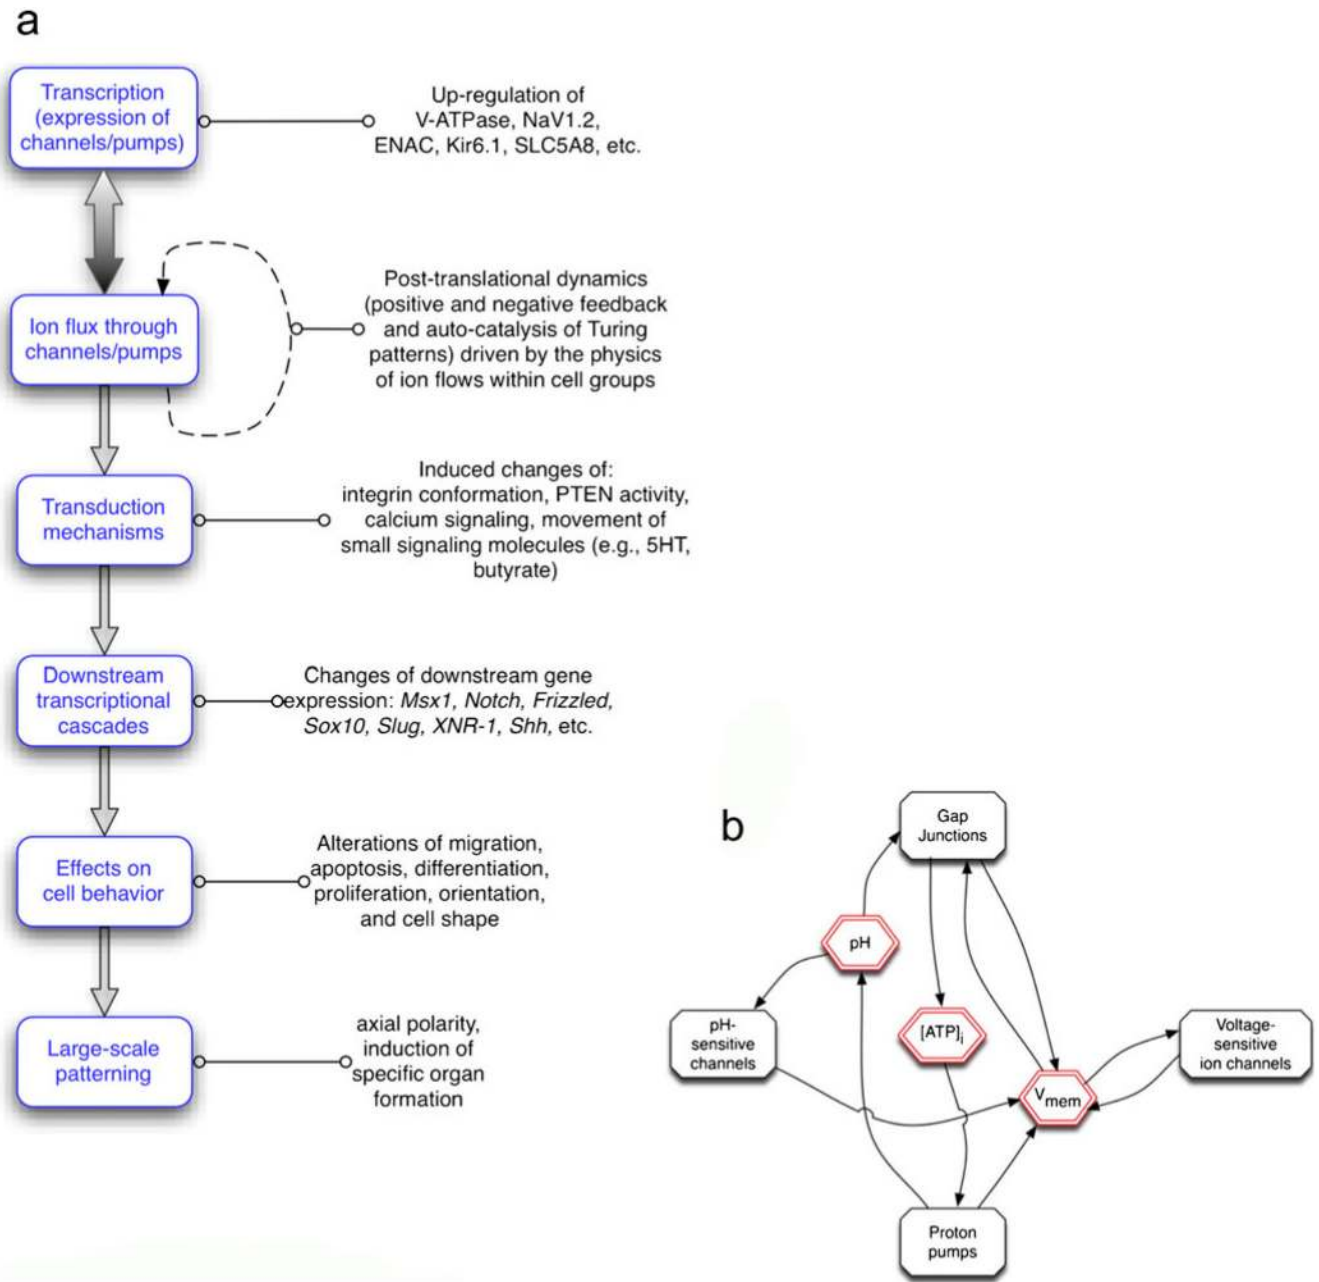 a
Transcription
(expression of
channels/pumps)
Up-regulation of
V-ATPase, NaV1.2,
ENAC, Kir6.1, SLC5A8, etc.
Ion flux through
channels/pumps
Post-translational dynamics
(positive and negative feedback
and auto-catalysis of Turing
patterns) driven by the physics
of ion flows within cell groups
Transduction
mechanisms
Induced changes of:
integrin conformation, PTEN activity,
calcium signaling, movement of
small signaling molecules (e.g., 5HT,
butyrate)
Downstream
transcriptional
cascades
Changes of downstream gene
expression: Msx1, Notch, Frizzled,
Sox10, Slug, XNR-1, Shh, etc.
Effects on
cell behavior
Alterations of migration,
apoptosis, differentiation,
proliferation, orientation,
and cell shape
Large-scale
patterning
axial polarity,
induction of
specific organ
formation
b
Gap
Junctions
pH
[ATP]i
pH-
sensitive
channels
Vmem
Voltage-
sensitive
ion channels
Proton
pumps